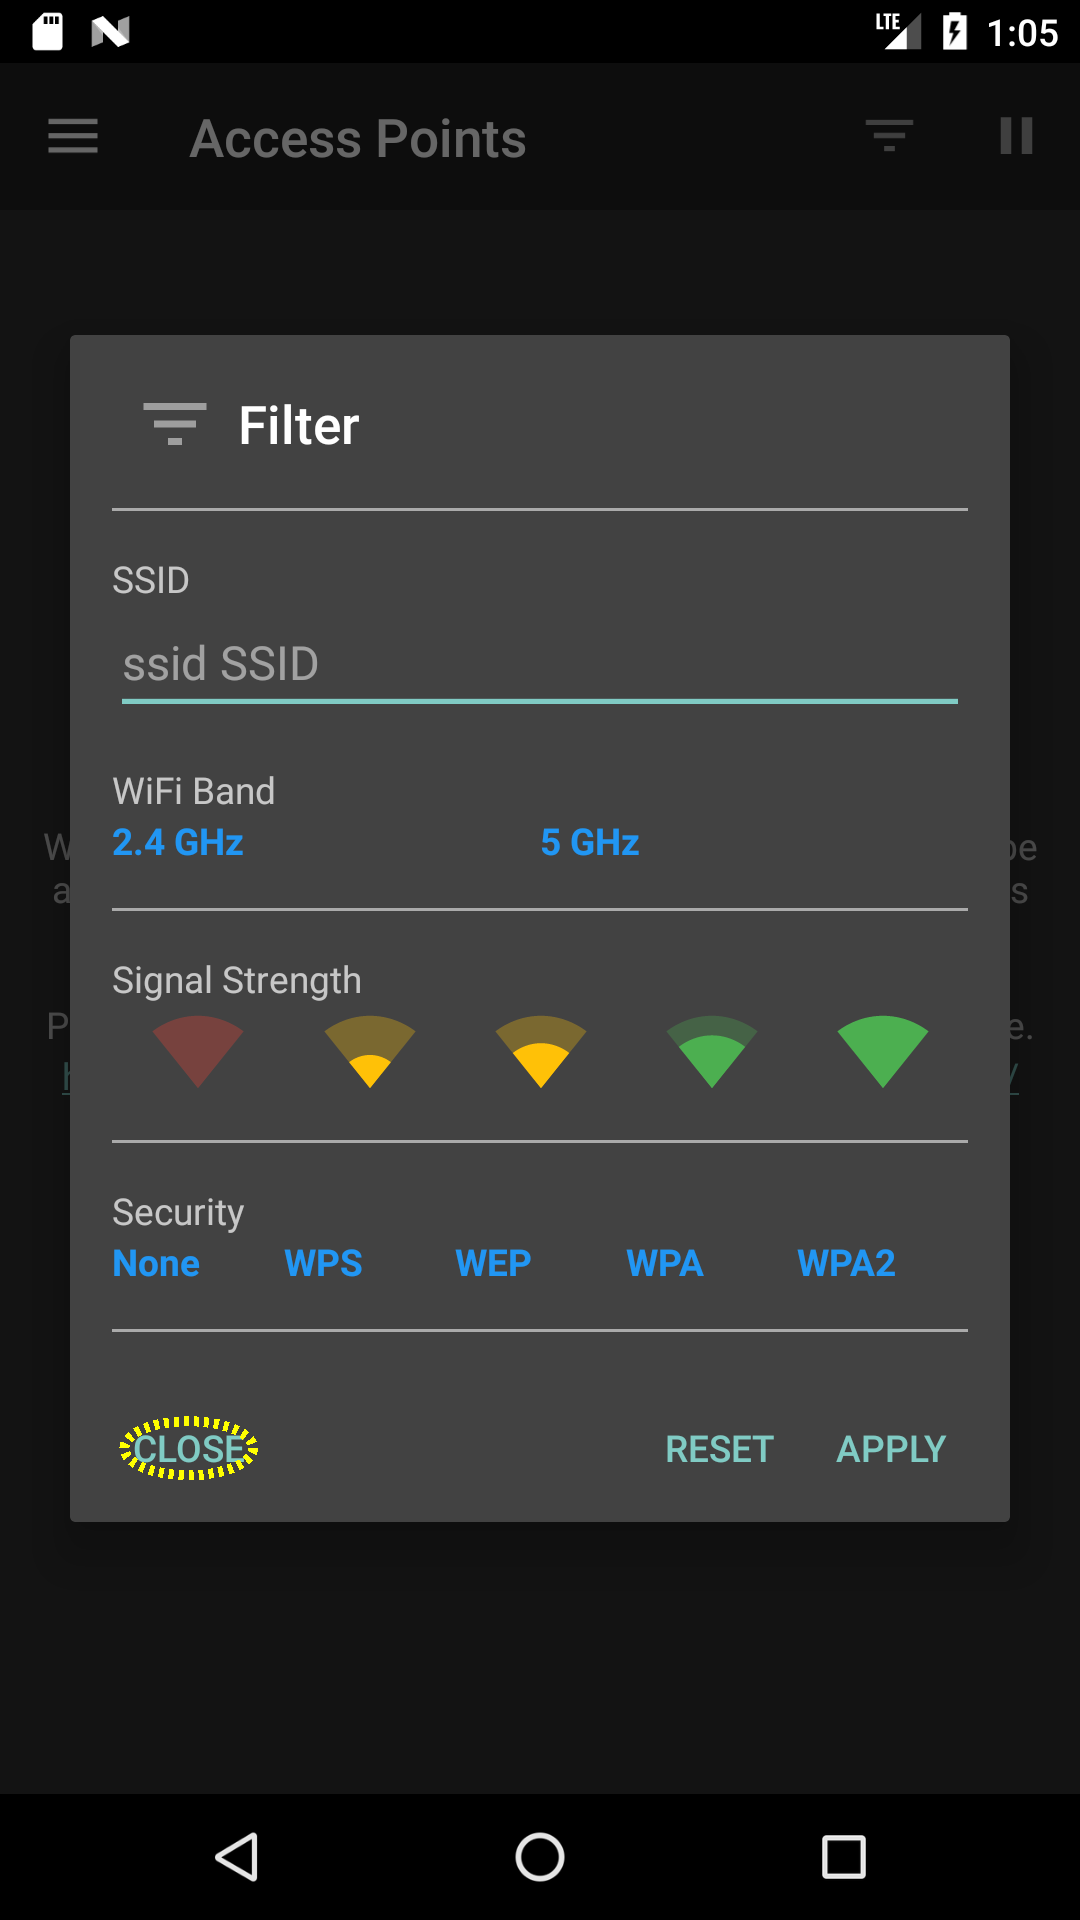 LTE 1:05
Access Points
Filter
SSID
ssid SSID
WiFi Band
2.4 GHz 5 GHz
Signal Strength
Security
None WPS WEP WPA WPA2
CLOSE RESET APPLY